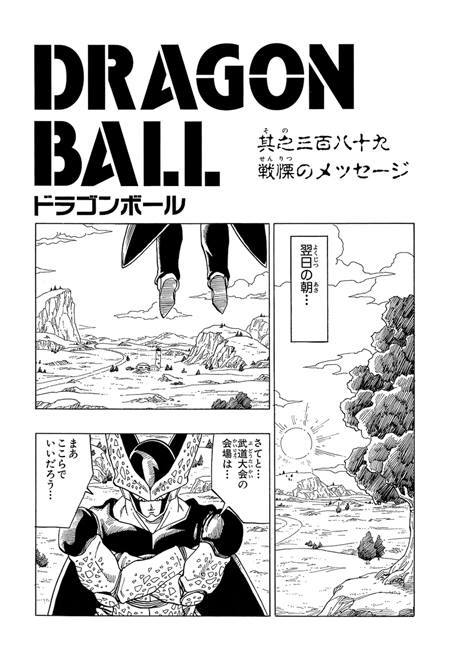 DRAGON
BALL
ドラゴンボール
其之三百八十九
戦慄のメッセージ
翌日の朝…
さてと…
武道大会の
会場は…
まあ
ここらで
いいだろう…